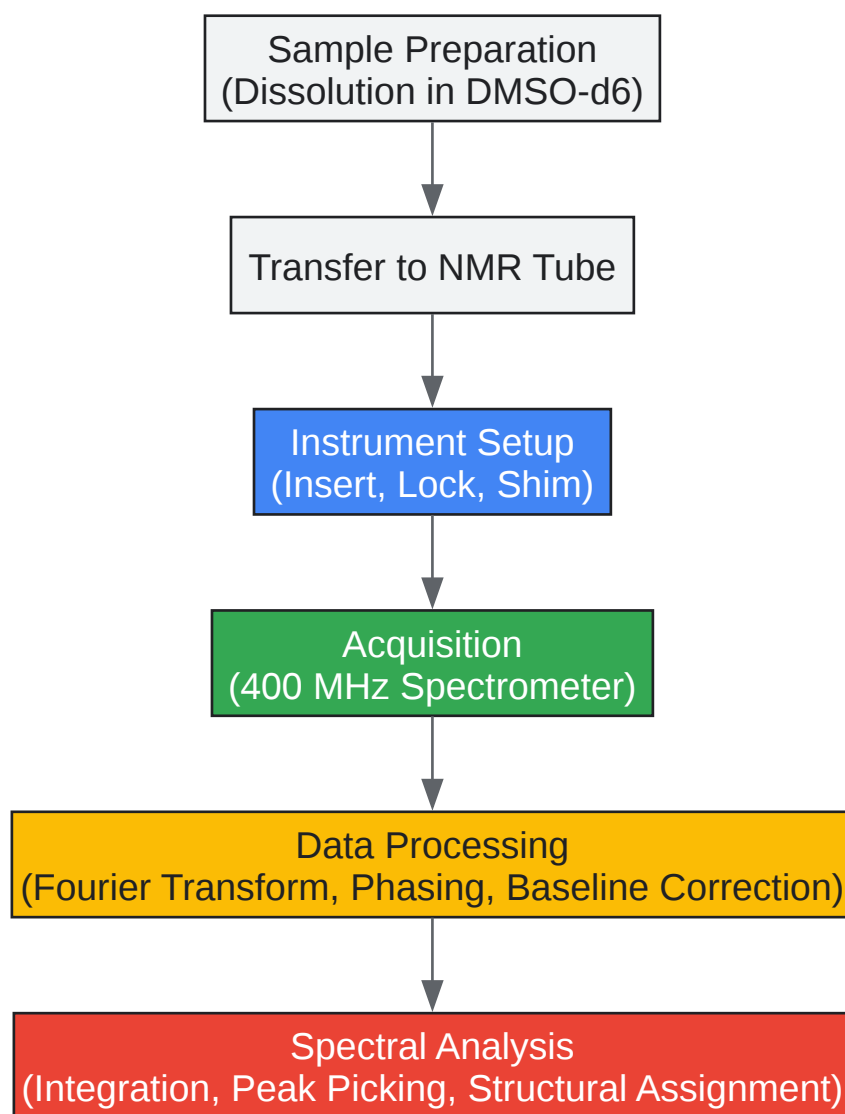 Sample Preparation
(Dissolution in DMSO-d6)
Transfer to NMR Tube
Instrument Setup
(Insert, Lock, Shim)
Acquisition
(400 MHz Spectrometer)
Data Processing
(Fourier Transform, Phasing, Baseline Correction)
Spectral Analysis
(Integration, Peak Picking, Structural Assignment)